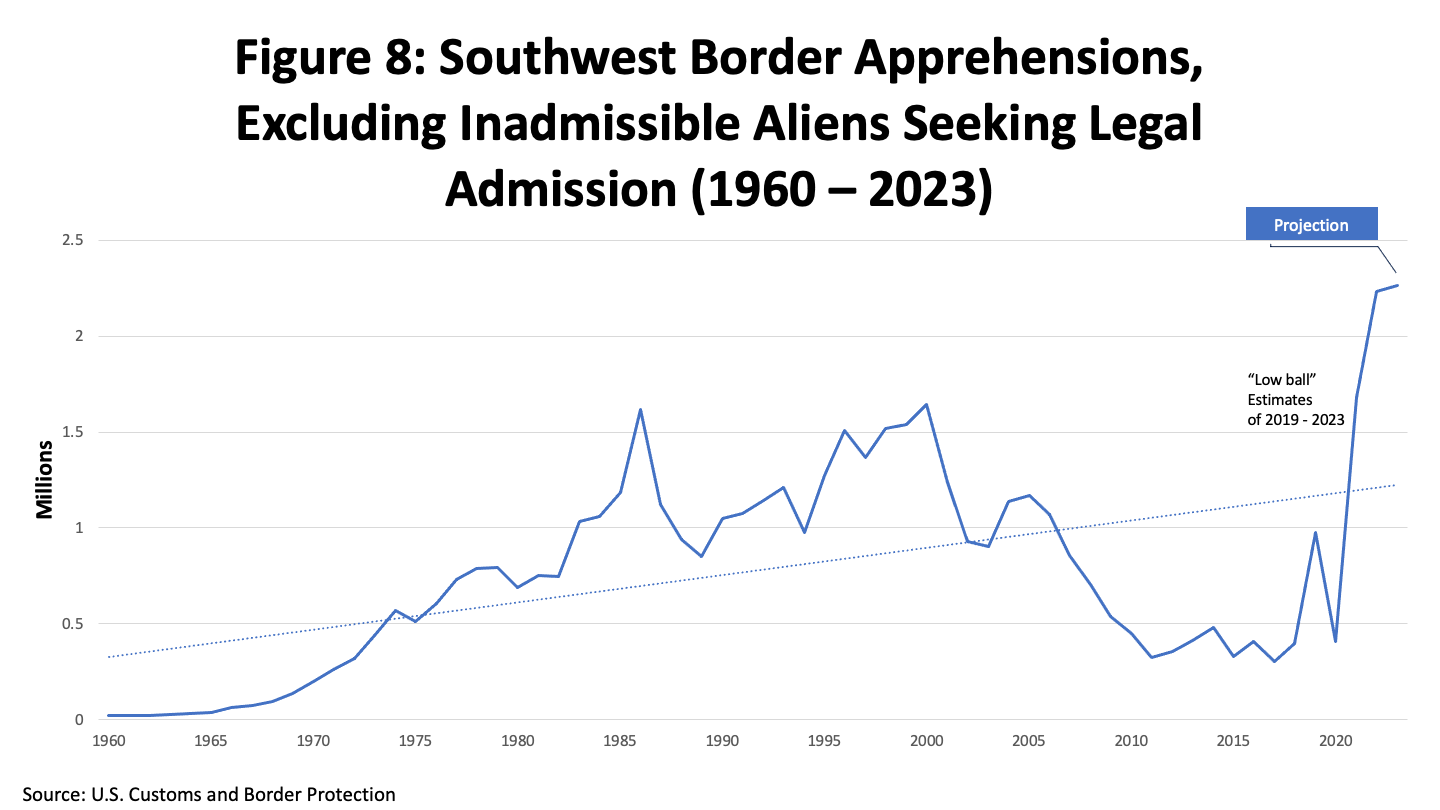 Figure 8: Southwest Border Apprehensions,
Excluding Inadmissible Aliens Seeking Legal
Admission (1960 – 2023)
Projection
2.5
2
1.5
1
0.5
0
Millions
“Low ball”
Estimates
of 2019 - 2023
1960 1965 1970 1975 1980 1985 1990 1995 2000 2005 2010 2015 2020
Source: U.S. Customs and Border Protection